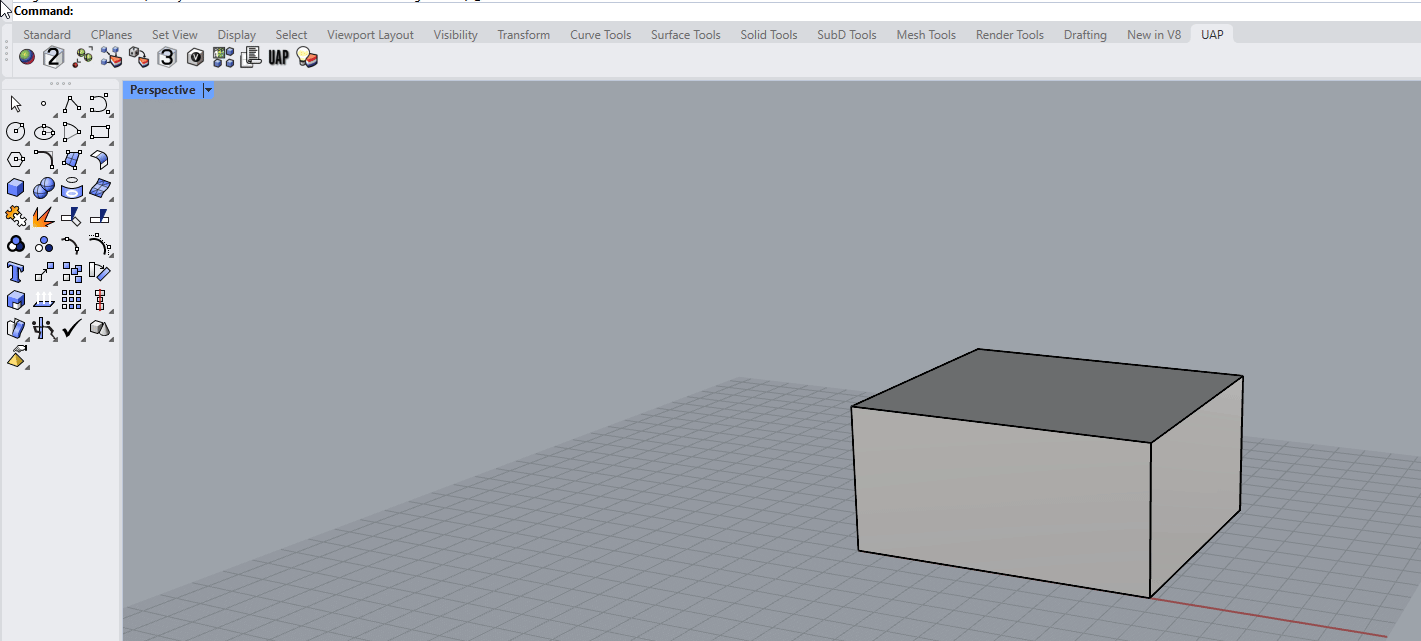 Command:
Standard CPlanes Set View Display Select Viewport Layout Visibility Transform Curve Tools Surface Tools Solid Tools SubD Tools Mesh Tools Render Tools Drafting New in V8 UAP
2 3 V UAP
Perspective
T